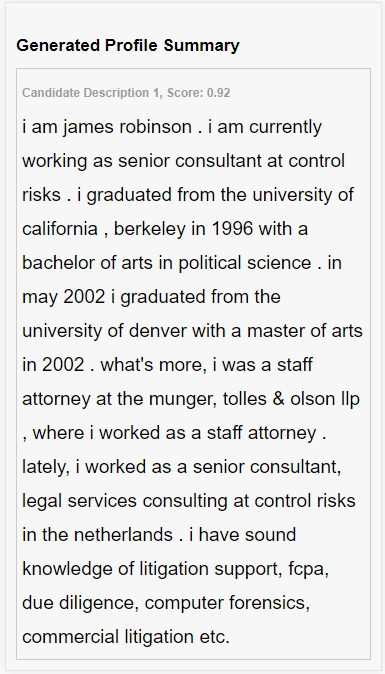 Generated Profile Summary
Candidate Description 1, Score: 0.92
i am james robinson . i am currently
working as senior consultant at control
risks . i graduated from the university of
california , berkeley in 1996 with a
bachelor of arts in political science . in
may 2002 i graduated from the
university of denver with a master of arts
in 2002 . what's more, i was a staff
attorney at the munger, tolles & olson llp
, where i worked as a staff attorney .
lately, i worked as a senior consultant,
legal services consulting at control risks
in the netherlands . i have sound
knowledge of litigation support, fcpa,
due diligence, computer forensics,
commercial litigation etc.